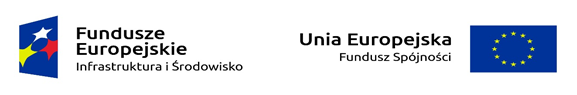 Fundusze
Europejskie
Infrastruktura i Środowisko
Unia Europejska
Fundusz Spójności